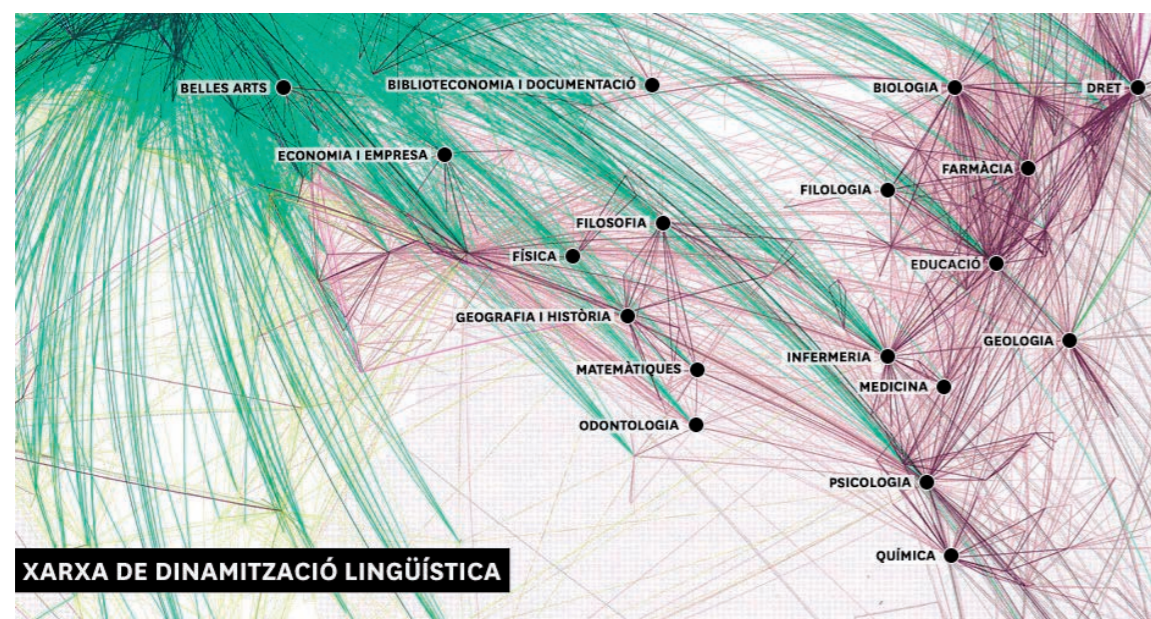 BELLES ARTS
BIBLIOTECONOMIA I DOCUMENTACIÓ
BIOLOGIA
DRET
ECONOMIA I EMPRESA
FARMÀCIA
FILOLOGIA
FILOSOFIA
FÍSICA
EDUCACIÓ
GEOGRAFIA I HISTÒRIA
GEOLOGIA
INFERMERIA
MATEMÀTIQUES
MEDICINA
ODONTOLOGIA
PSICOLOGIA
QUÍMICA
XARXA DE DINAMITZACIÓ LINGÜÍSTICA